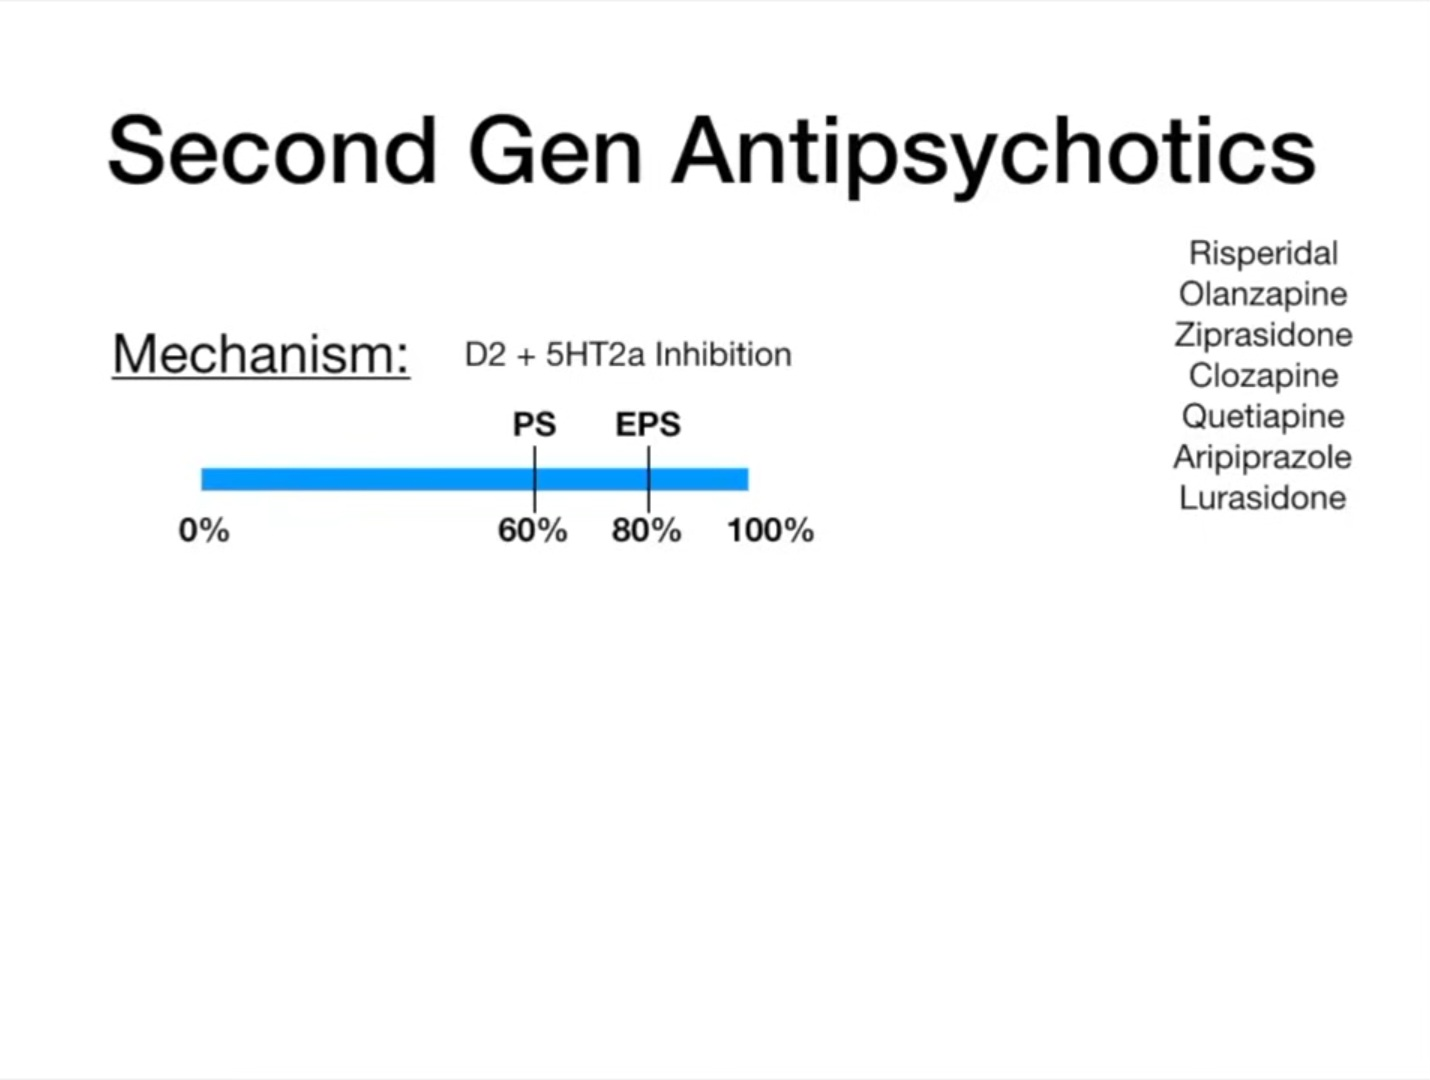 Second Gen Antipsychotics
Risperidal
Olanzapine
Ziprasidone
Clozapine
Quetiapine
Aripiprazole
Lurasidone
Mechanism: D2 + 5HT2a Inhibition
PS EPS
0% 60% 80% 100%